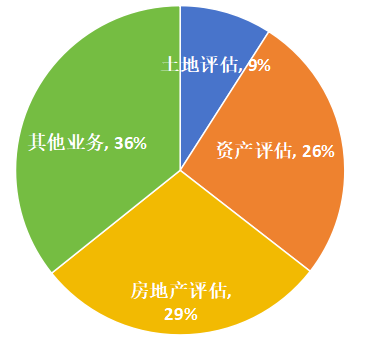 土地评估, 9%
资产评估, 26%
房地产评估,
29%
其他业务, 36%